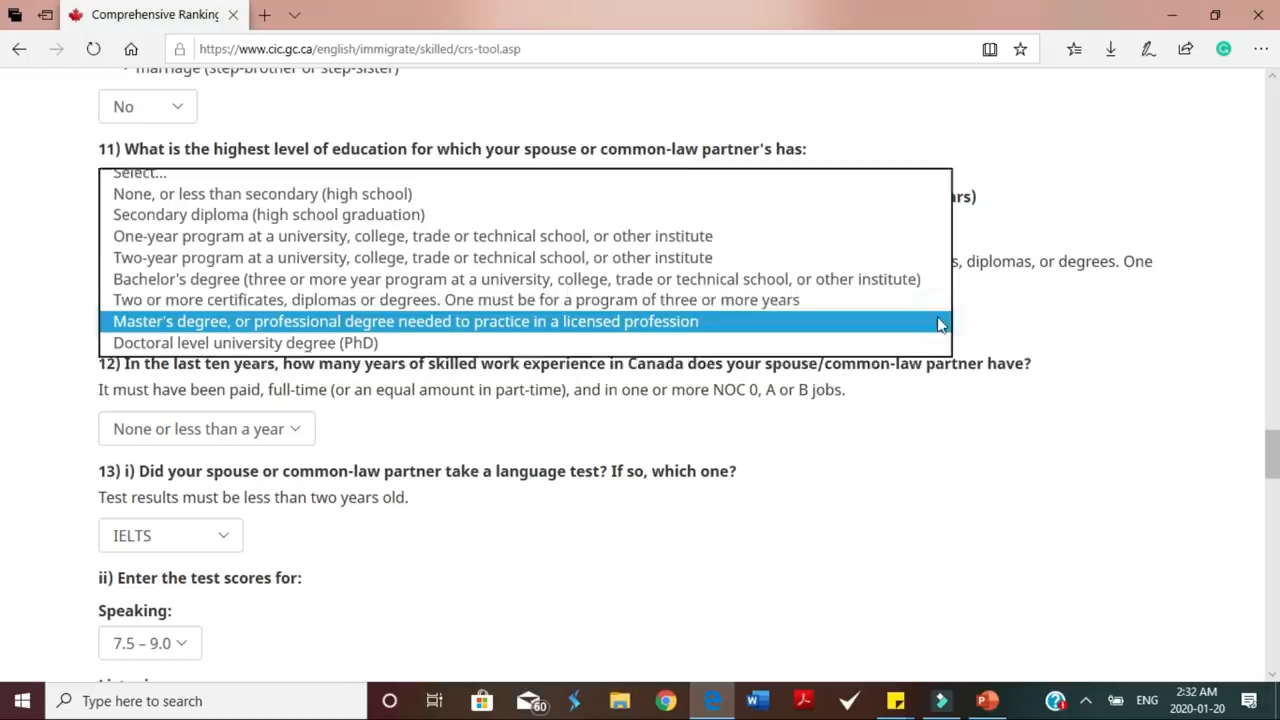 Comprehensive Ranking
https://www.cic.gc.ca/english/immigrate/skilled/crs-tool.asp
marriage (step-brother or step-sister)
No
11) What is the highest level of education for which your spouse or common-law partner's has:
Select...
None, or less than secondary (high school)
ars)
Secondary diploma (high school graduation)
One-year program at a university, college, trade or technical school, or other institute
Two-year program at a university, college, trade or technical school, or other institute
s, diplomas, or degrees. One
Bachelor's degree (three or more year program at a university, college, trade or technical school, or other institute)
Two or more certificates, diplomas or degrees. One must be for a program of three or more years
Master's degree, or professional degree needed to practice in a licensed profession
Doctoral level university degree (PhD)
12) In the last ten years, how many years of skilled work experience in Canada does your spouse/common-law partner have?
It must have been paid, full-time (or an equal amount in part-time), and in one or more NOC 0, A or B jobs.
None or less than a year
13) i) Did your spouse or common-law partner take a language test? If so, which one?
Test results must be less than two years old.
IELTS
ii) Enter the test scores for:
Speaking:
7.5 – 9.0
Type here to search
60
ENG
2:32 AM
2020-01-20